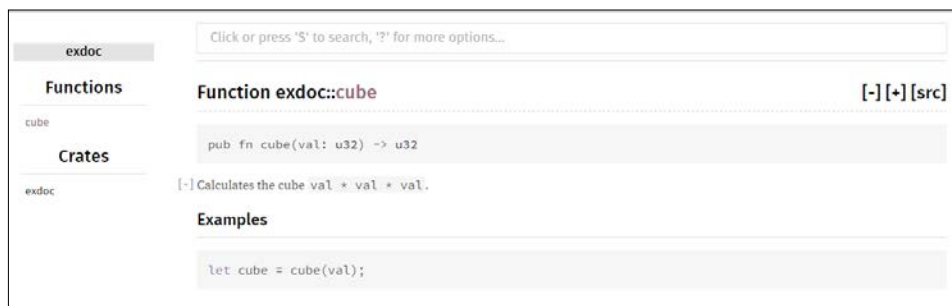 exdoc
Functions
cube
Crates
exdoc
Click or press 'S' to search, '?' for more options...
Function exdoc::cube [-] [+] [src]
pub fn cube(val: u32) -> u32
[-] Calculates the cube val * val * val.
Examples
let cube = cube(val);